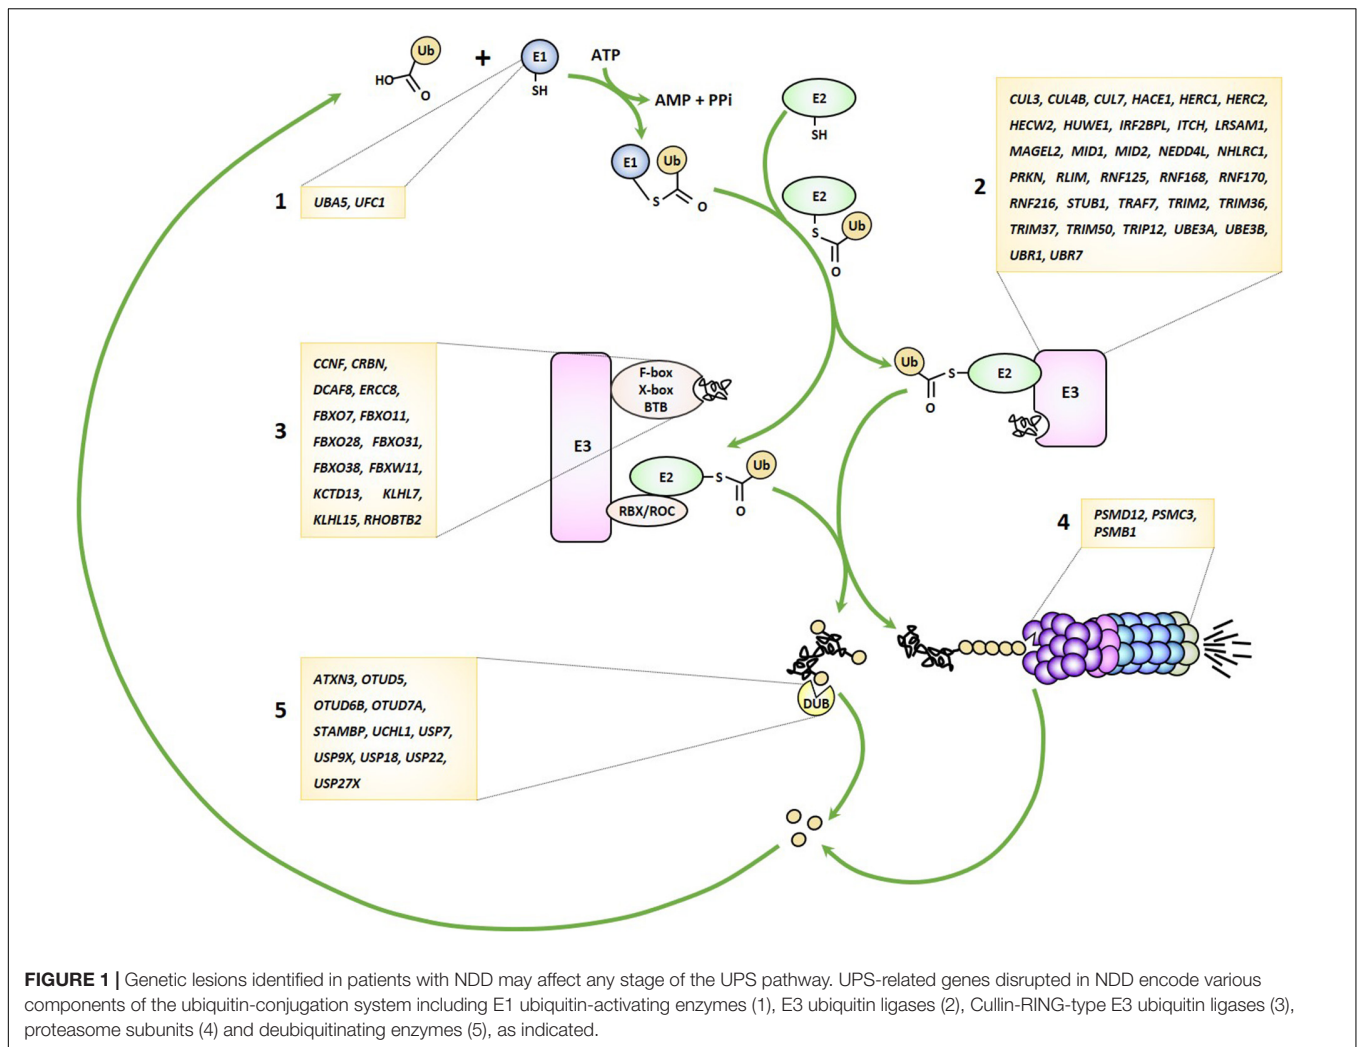 Ub
+
E1
SH
HO
O
ATP
AMP + PPi
E1
Ub
S
O
E2
SH
E2
S
Ub
O
1
UBA5, UFC1
2
CUL3, CUL4B, CUL7, HACE1, HERC1, HERC2,
HECW2, HUWE1, IRF2BPL, ITCH, LRSAM1,
MAGEL2, MID1, MID2, NEDD4L, NHLRC1,
PRKN, RLIM, RNF125, RNF168, RNF170,
RNF216, STUB1, TRAF7, TRIM2, TRIM36,
TRIM37, TRIM50, TRIP12, UBE3A, UBE3B,
UBR1, UBR7
Ub
S
E2
E3
O
3
CCNF, CRBN,
DCAF8, ERCC8,
FBXO7, FBXO11,
FBXO28, FBXO31,
FBXO38, FBXW11,
KCTD13, KLHL7,
KLHL15, RHOBTB2
E3
F-box
X-box
BTB
E2
S
Ub
O
RBX/ROC
4
PSMD12, PSMC3,
PSMB1
5
ATXN3, OTUD5,
OTUD6B, OTUD7A,
STAMBP, UCHL1, USP7,
USP9X, USP18, USP22,
USP27X
DUB
FIGURE 1 | Genetic lesions identified in patients with NDD may affect any stage of the UPS pathway. UPS-related genes disrupted in NDD encode various
components of the ubiquitin-conjugation system including E1 ubiquitin-activating enzymes (1), E3 ubiquitin ligases (2), Cullin-RING-type E3 ubiquitin ligases (3),
proteasome subunits (4) and deubiquitinating enzymes (5), as indicated.